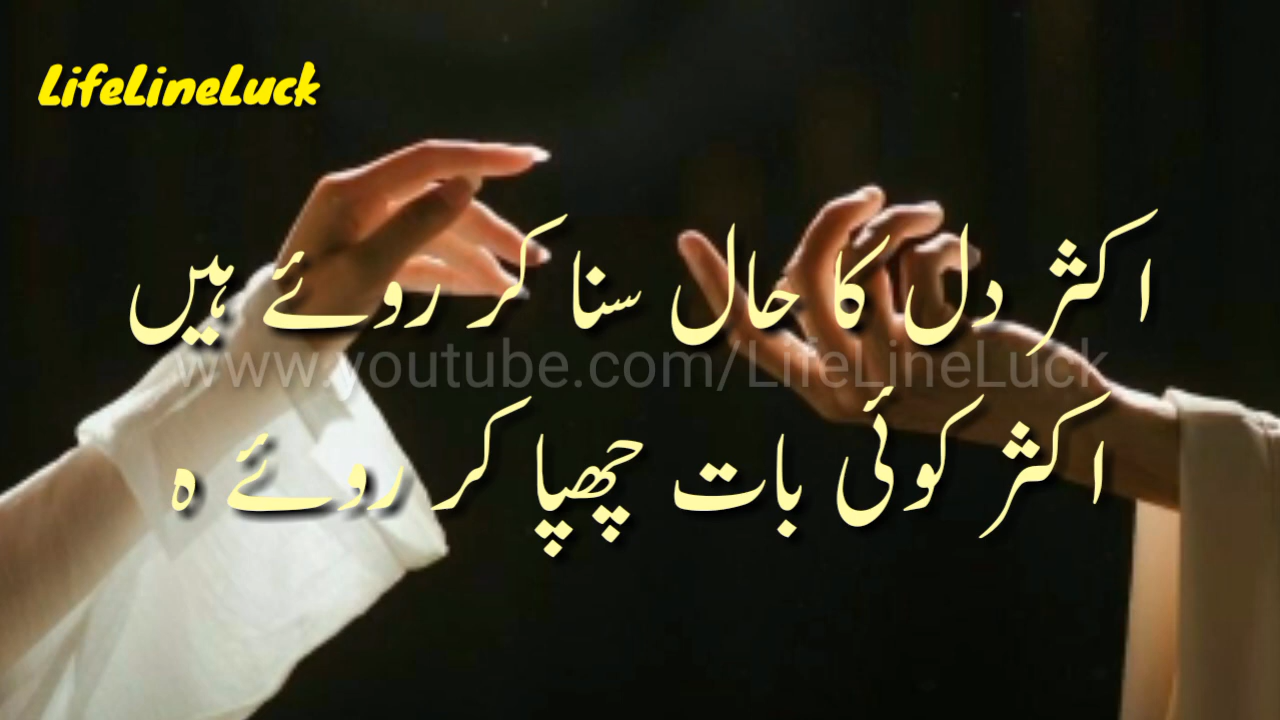 LifeLineLuck
اکثر دل کا حال سنا کر روئے ہیں
www.youtube.com/LifeLineLuck
اکثر کوئی بات چھپا کر روئے ہ